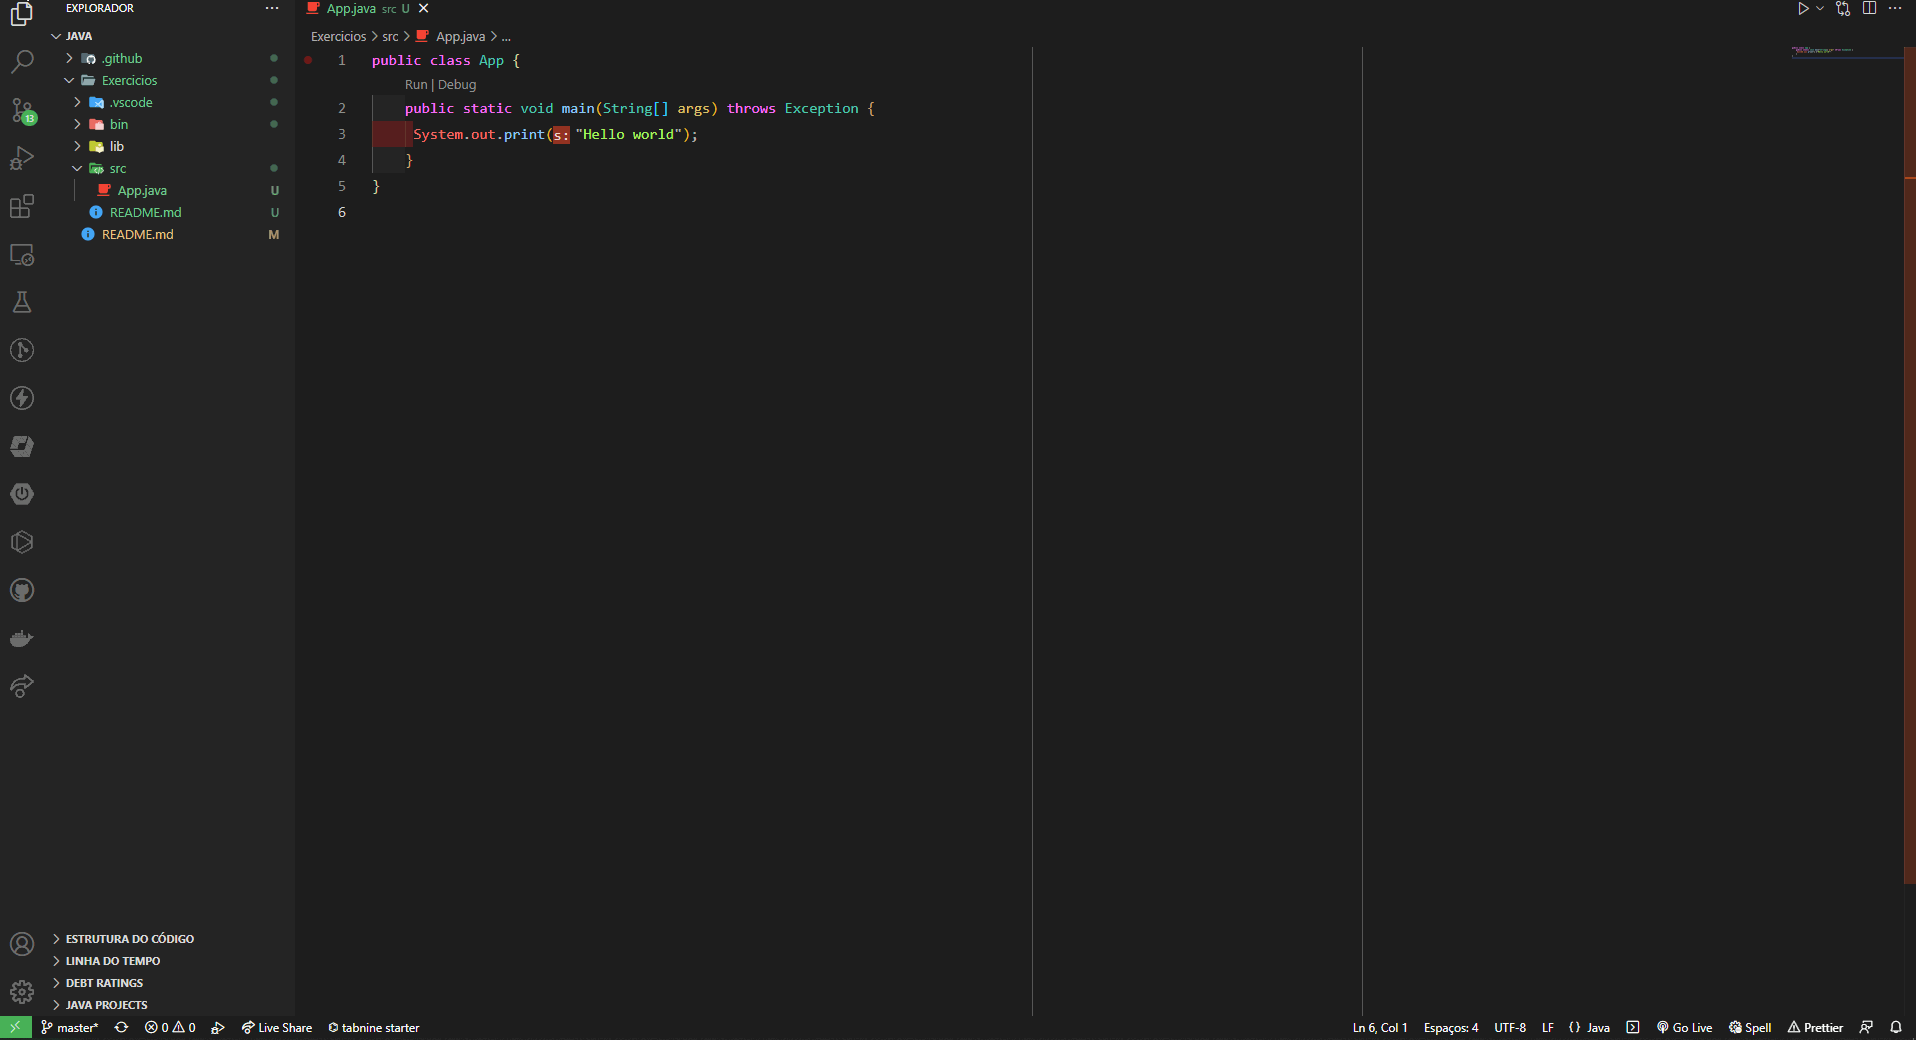 EXPLORADOR ···
App.java src U
JAVA
Exercicios > src > App.java > ...
.github
Exercicios
.vscode
bin
lib
src
App.java U
README.md U
README.md M
13
1 public class App {
Run | Debug
2 public static void main(String[] args) throws Exception {
3 System.out.print(s: "Hello world");
4 }
5 }
6
ESTRUTURA DO CÓDIGO
LINHA DO TEMPO
DEBT RATINGS
JAVA PROJECTS
master* 0 0 Live Share tabnine starter Ln 6, Col 1 Espaços: 4 UTF-8 LF {} Java Go Live Spell Prettier